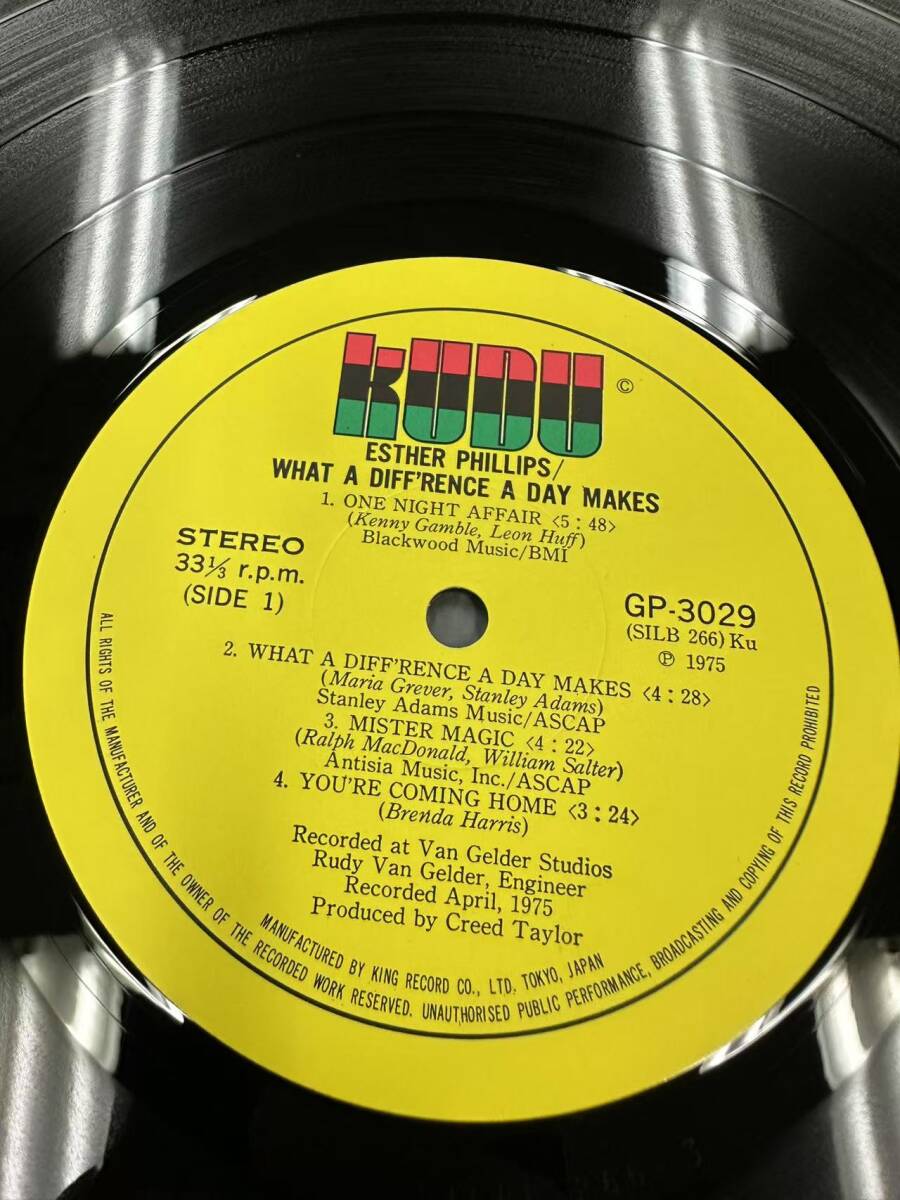 KUDU ©
ESTHER PHILLIPS/
WHAT A DIFF'RENCE A DAY MAKES
1. ONE NIGHT AFFAIR <5:48>
(Kenny Gamble, Leon Huff)
Blackwood Music/BMI
STEREO
33⅓ r.p.m.
(SIDE 1)
GP-3029
(SILB 266) Ku
℗ 1975
2. WHAT A DIFF'RENCE A DAY MAKES <4:28>
(Maria Grever, Stanley Adams)
Stanley Adams Music/ASCAP
3. MISTER MAGIC <4:22>
(Ralph MacDonald, William Salter)
Antisia Music, Inc./ASCAP
4. YOU'RE COMING HOME <3:24>
(Brenda Harris)
Recorded at Van Gelder Studios
Rudy Van Gelder, Engineer
Recorded April, 1975
Produced by Creed Taylor
MANUFACTURED BY KING RECORD CO., LTD. TOKYO, JAPAN
ALL RIGHTS OF THE MANUFACTURER AND OF THE OWNER OF THE RECORDED WORK RESERVED. UNAUTHORISED PUBLIC PERFORMANCE, BROADCASTING AND COPYING OF THIS RECORD PROHIBITED